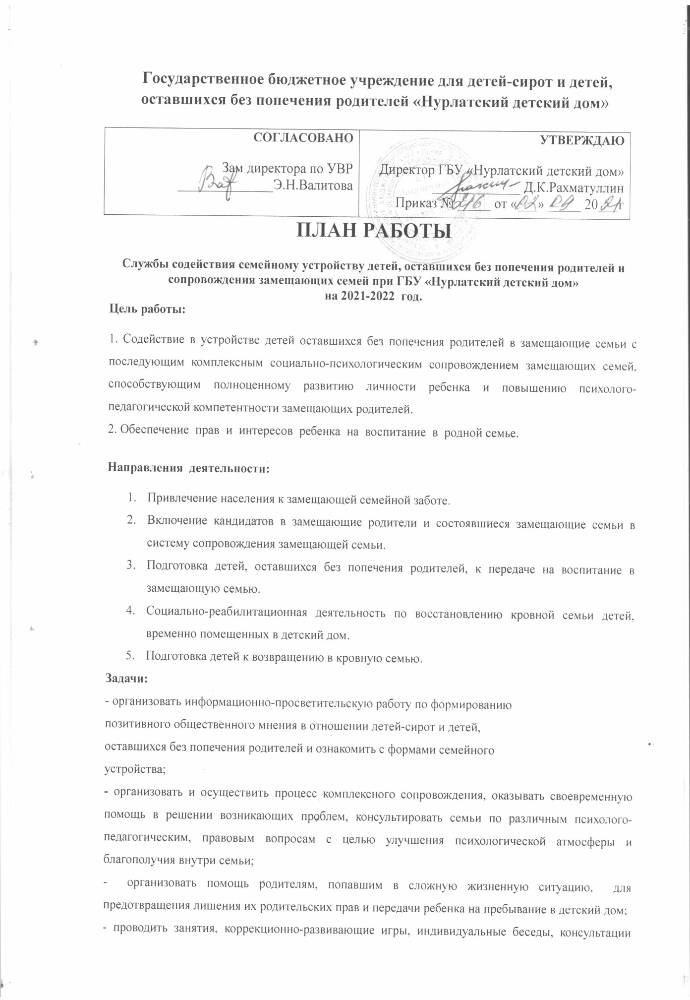 Государственное бюджетное учреждение для детей-сирот и детей,
оставшихся без попечения родителей «Нурлатский детский дом»
СОГЛАСОВАНО
Зам директора по УВР
______________Э.Н.Валитова
УТВЕРЖДАЮ
Директор ГБУ «Нурлатский детский дом»
_____________ Д.К.Рахматуллин
Приказ №216 от «02» 09 2021г
ПЛАН РАБОТЫ
Службы содействия семейному устройству детей, оставшихся без попечения родителей и
сопровождения замещающих семей при ГБУ «Нурлатский детский дом»
на 2021-2022 год.
Цель работы:
1. Содействие в устройстве детей оставшихся без попечения родителей в замещающие семьи с
последующим комплексным социально-психологическим сопровождением замещающих семей,
способствующим полноценному развитию личности ребенка и повышению психолого-
педагогической компетентности замещающих родителей.
2. Обеспечение прав и интересов ребенка на воспитание в родной семье.
Направления деятельности:
1. Привлечение населения к замещающей семейной заботе.
2. Включение кандидатов в замещающие родители и состоявшиеся замещающие семьи в
систему сопровождения замещающей семьи.
3. Подготовка детей, оставшихся без попечения родителей, к передаче на воспитание в
замещающую семью.
4. Социально-реабилитационная деятельность по восстановлению кровной семьи детей,
временно помещенных в детский дом.
5. Подготовка детей к возвращению в кровную семью.
Задачи:
- организовать информационно-просветительскую работу по формированию
позитивного общественного мнения в отношении детей-сирот и детей,
оставшихся без попечения родителей и ознакомить с формами семейного
устройства;
- организовать и осуществить процесс комплексного сопровождения, оказывать своевременную
помощь в решении возникающих проблем, консультировать семьи по различным психолого-
педагогическим, правовым вопросам с целью улучшения психологической атмосферы и
благополучия внутри семьи;
- организовать помощь родителям, попавшим в сложную жизненную ситуацию, для
предотвращения лишения их родительских прав и передачи ребенка на пребывание в детский дом;
- проводить занятия, коррекционно-развивающие игры, индивидуальные беседы, консультации